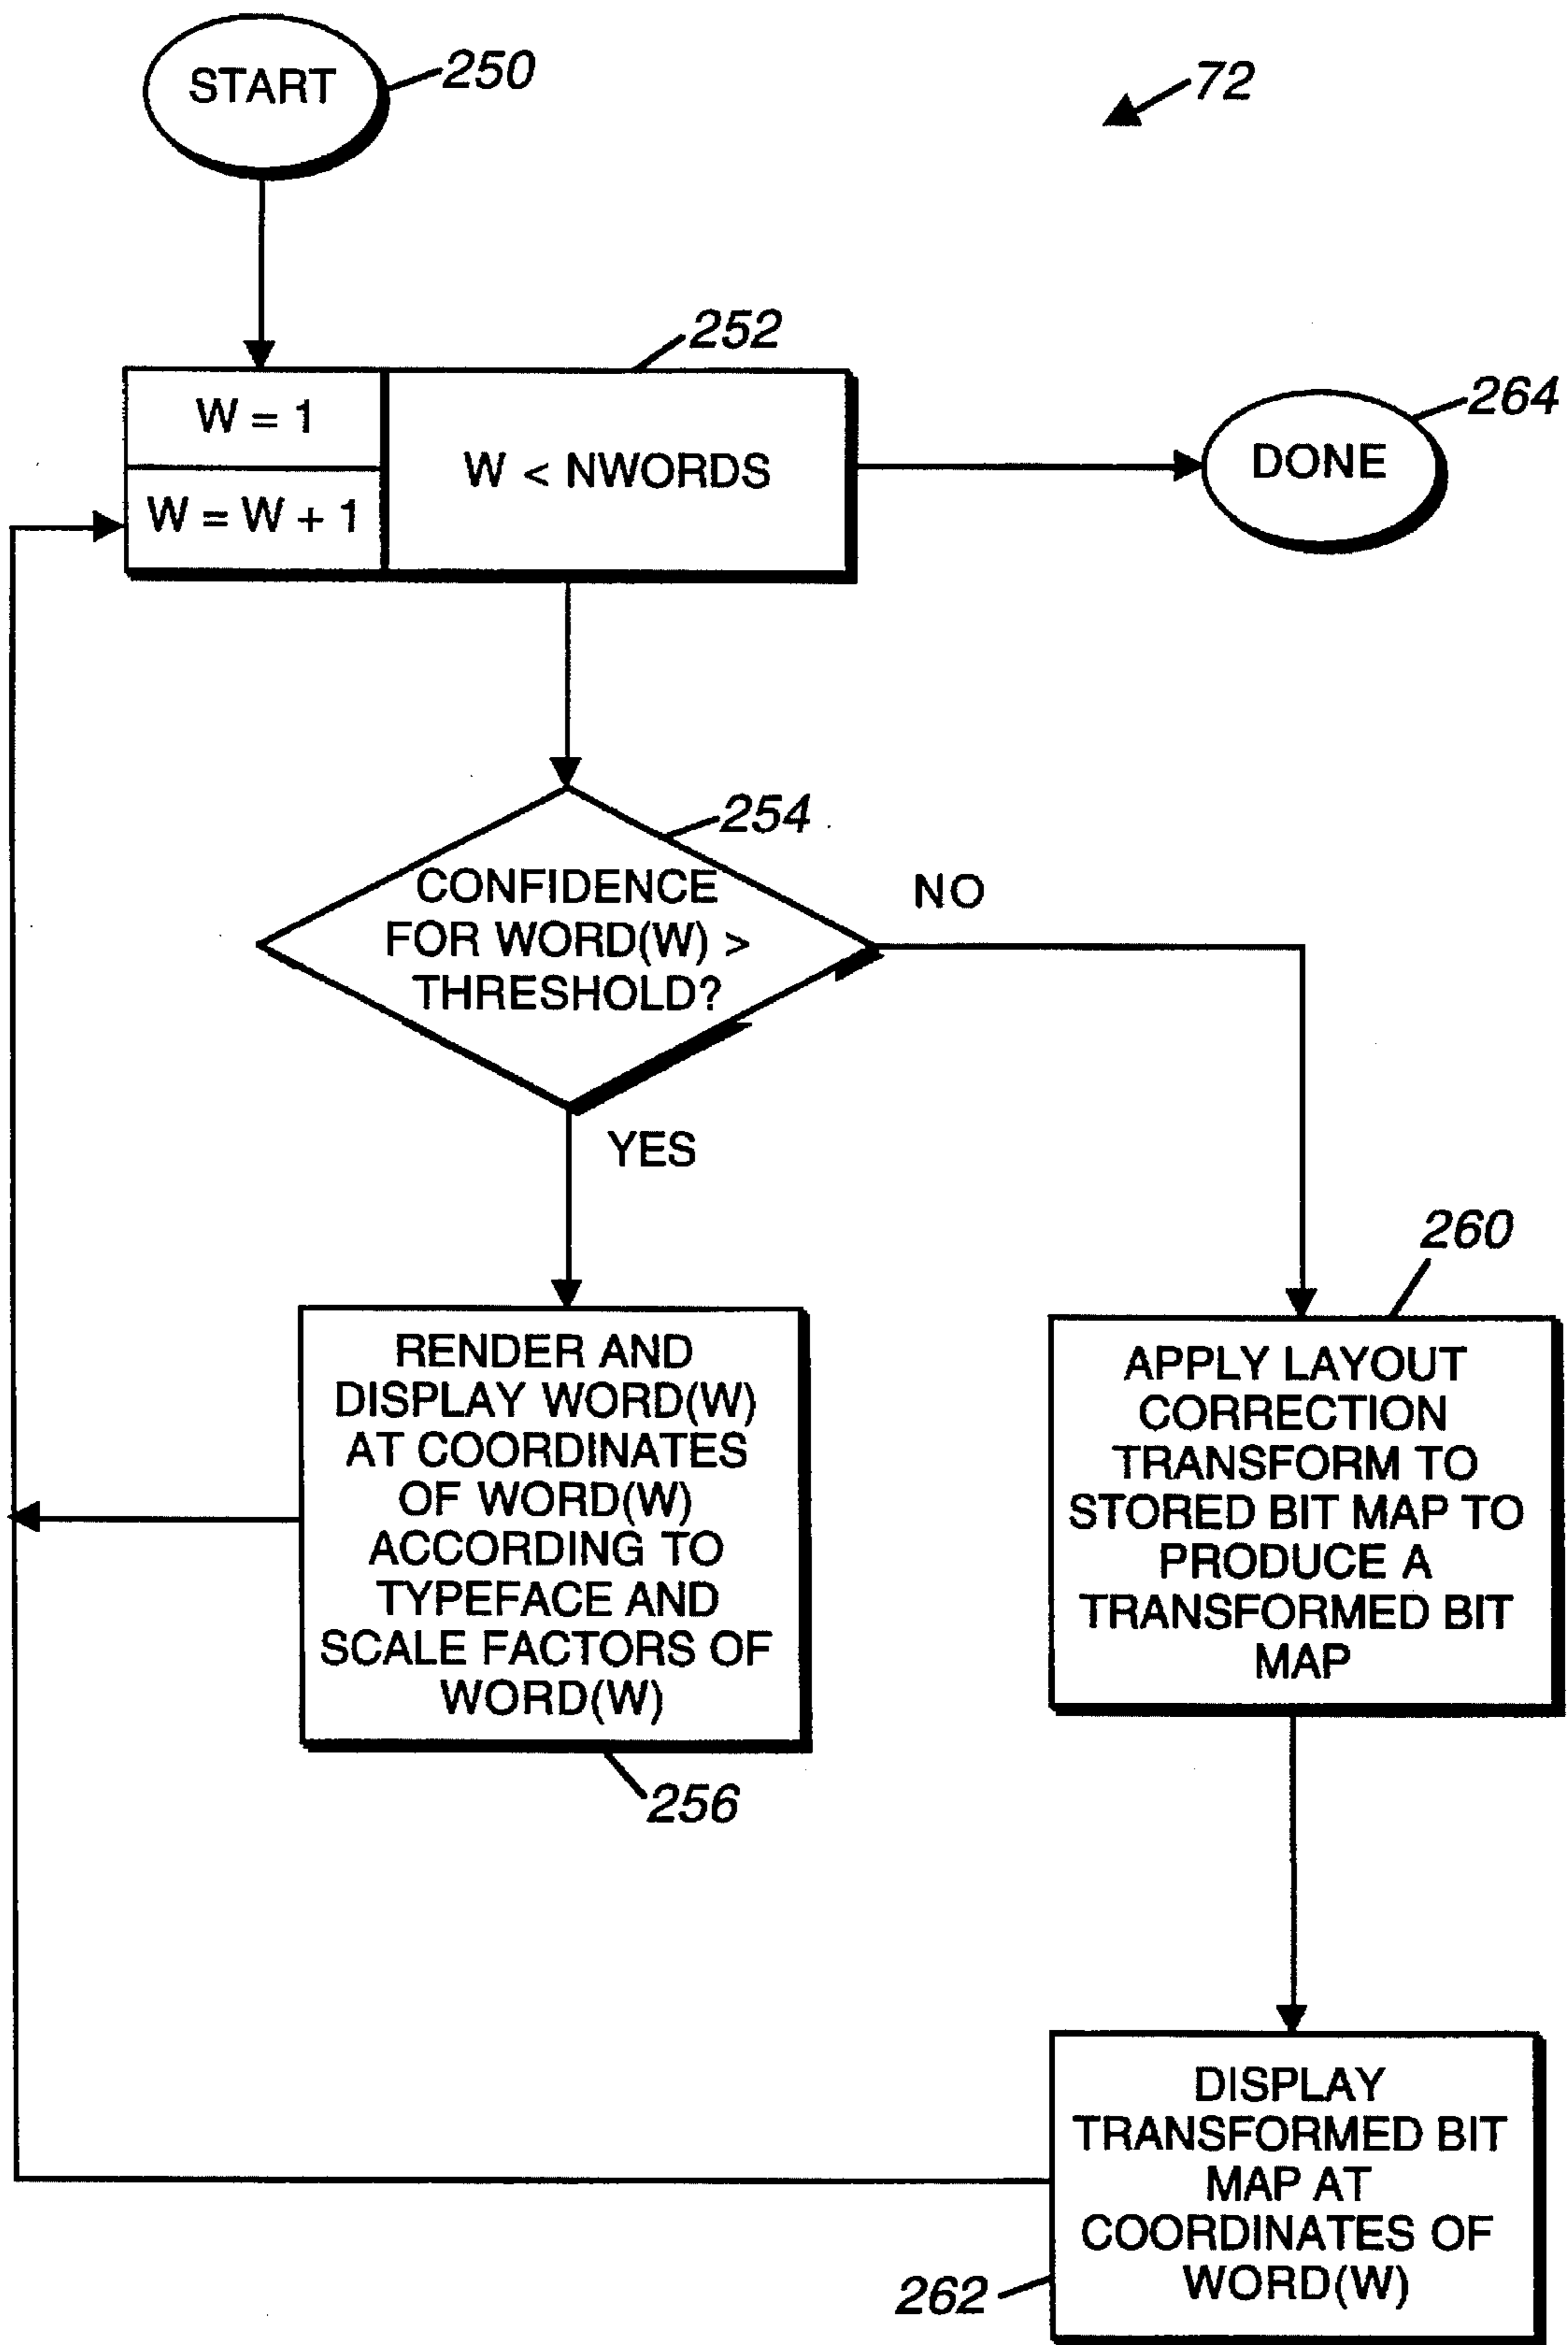 START
250
72
252
W = 1
W < NWORDS
W = W + 1
264
DONE
254
CONFIDENCE
FOR WORD(W) >
THRESHOLD?
NO
YES
260
RENDER AND
DISPLAY WORD(W)
AT COORDINATES
OF WORD(W)
ACCORDING TO
TYPEFACE AND
SCALE FACTORS OF
WORD(W)
256
APPLY LAYOUT
CORRECTION
TRANSFORM TO
STORED BIT MAP TO
PRODUCE A
TRANSFORMED BIT
MAP
DISPLAY
TRANSFORMED BIT
MAP AT
COORDINATES OF
WORD(W)
262